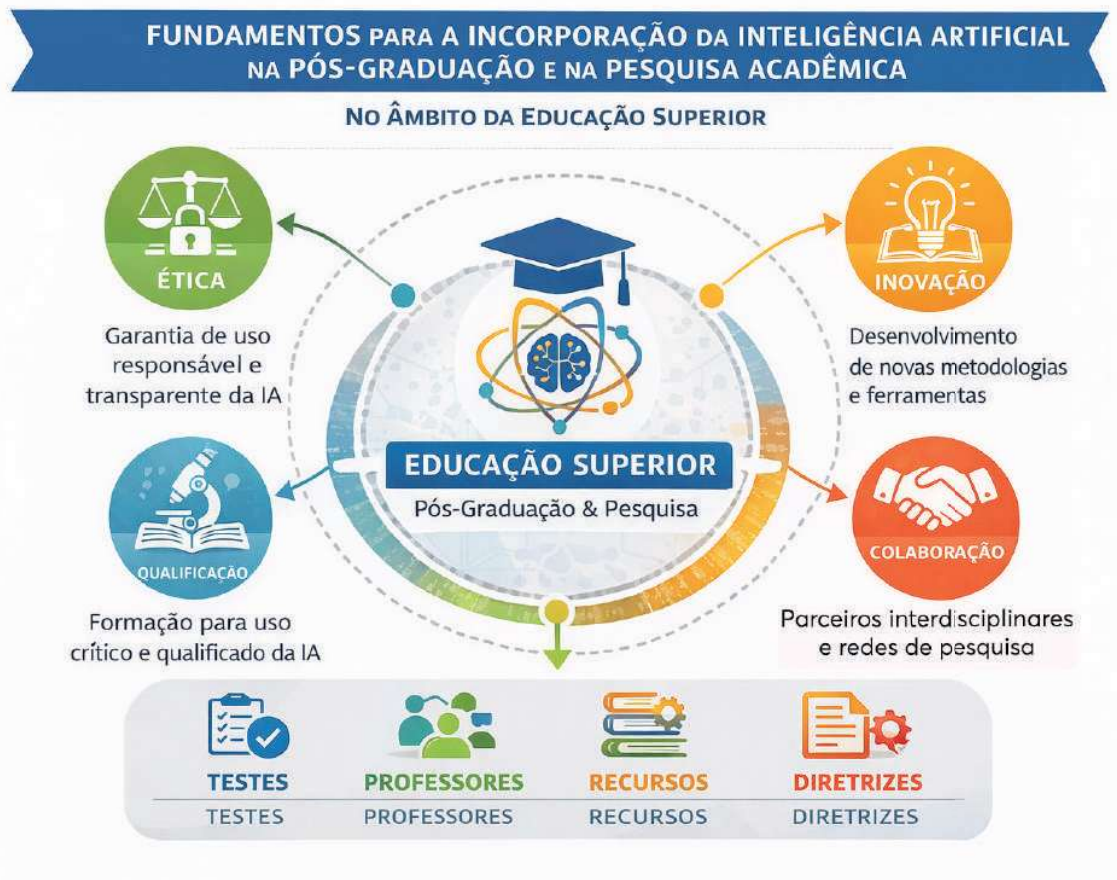 FUNDAMENTOS PARA A INCORPORAÇÃO DA INTELIGÊNCIA ARTIFICIAL
NA PÓS-GRADUAÇÃO E NA PESQUISA ACADÊMICA
NO ÂMBITO DA EDUCAÇÃO SUPERIOR
ÉTICA
Garantia de uso
responsável e
transparente da IA
INOVAÇÃO
Desenvolvimento
de novas metodologias
e ferramentas
EDUCAÇÃO SUPERIOR
Pós-Graduação & Pesquisa
QUALIFICAÇÃO
Formação para uso
crítico e qualificado da IA
COLABORAÇÃO
Parceiros interdisciplinares
e redes de pesquisa
TESTES PROFESSORES RECURSOS DIRETRIZES
TESTES PROFESSORES RECURSOS DIRETRIZES